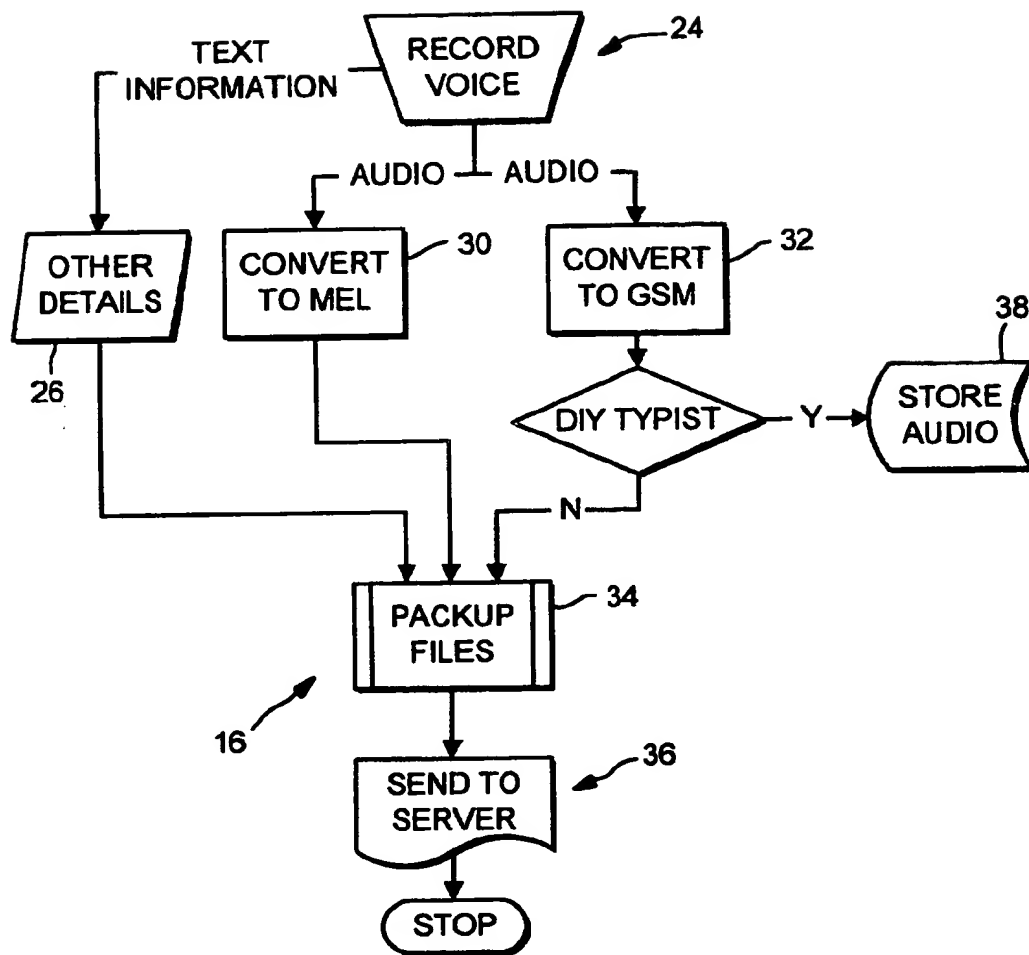 RECORD
VOICE
24
TEXT
INFORMATION
AUDIO
AUDIO
OTHER
DETAILS
26
CONVERT
TO MEL
30
CONVERT
TO GSM
32
DIY TYPIST
Y
38
STORE
AUDIO
N
PACKUP
FILES
34
16
SEND TO
SERVER
36
STOP